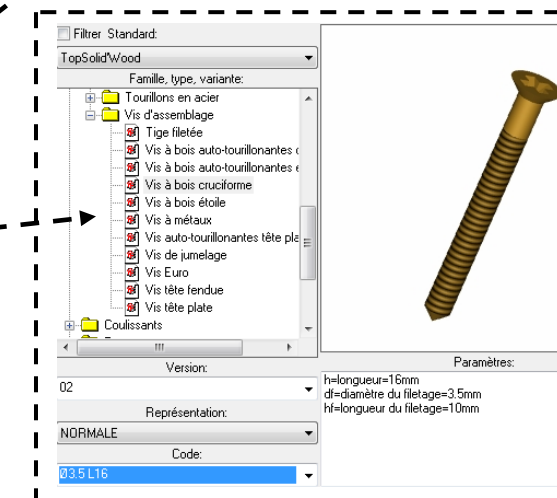 Filtrer Standard:
TopSolid'Wood
Famille, type, variante:
Tourillons en acier
Vis d'assemblage
Tige filetée
Vis à bois auto-tourillonantes
Vis à bois auto-tourillonantes
Vis à bois cruciforme
Vis à bois étoile
Vis à métaux
Vis auto-tourillonantes tête pla
Vis de jumelage
Vis Euro
Vis tête fendue
Vis tête plate
Coulissants
Version:
02
Représentation:
NORMALE
Code:
Ø3.5 L16
Paramètres:
h=longueur=16mm
df=diamètre du filetage=3.5mm
hf=longueur du filetage=10mm